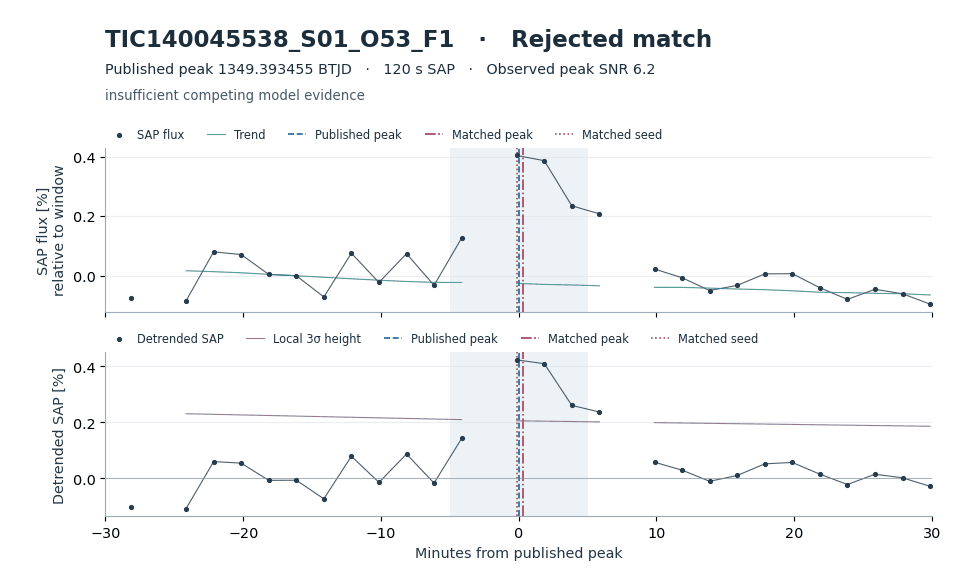 TIC140045538_S01_O53_F1 · Rejected match
Published peak 1349.393455 BTJD · 120 s SAP · Observed peak SNR 6.2
insufficient competing model evidence
SAP flux Trend Published peak Matched peak Matched seed
SAP flux [%]
relative to window
0.4
0.2
0.0
Detrended SAP Local 3σ height Published peak Matched peak Matched seed
Detrended SAP [%]
0.4
0.2
0.0
−30 −20 −10 0 10 20 30
Minutes from published peak